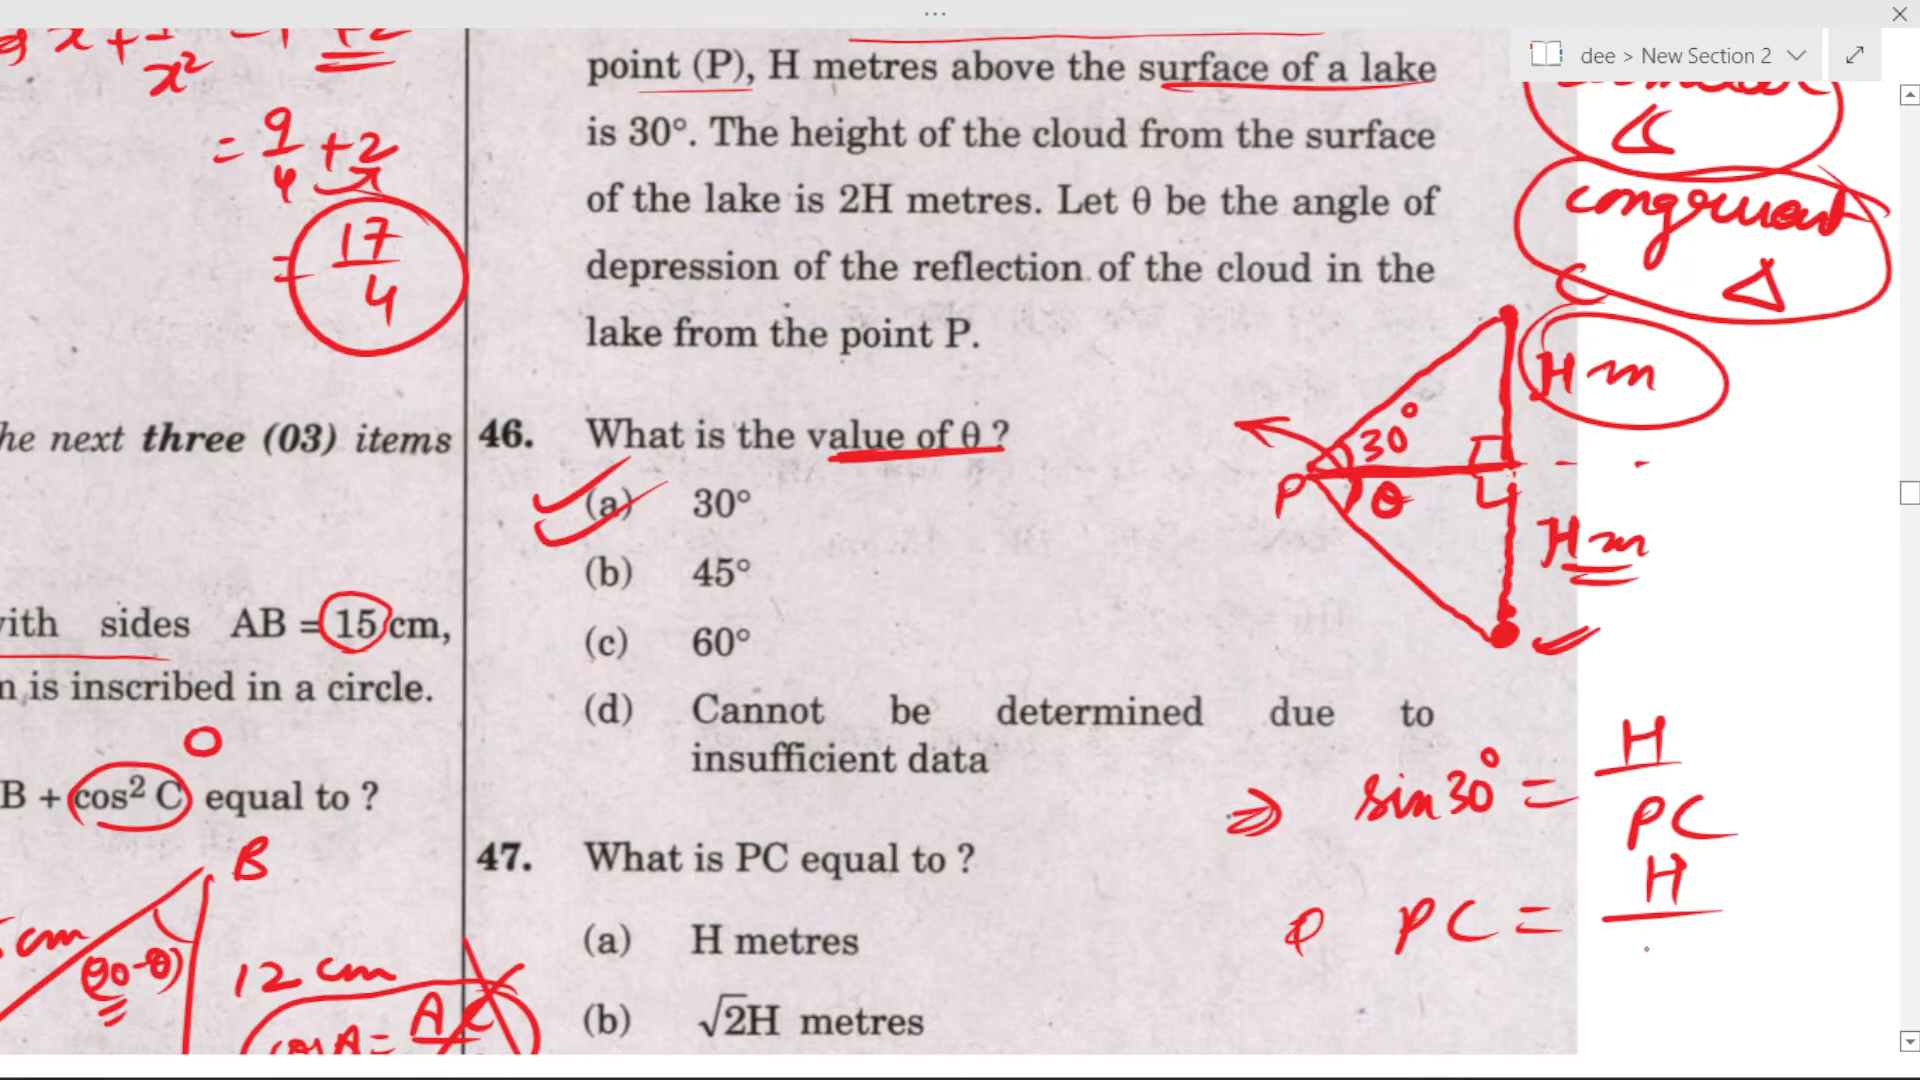 dee > New Section 2
= 9/4 + 2
= 17/4
he next three (03) items
with sides AB = 15 cm,
is inscribed in a circle.
O
B + cos² C equal to ?
B
cm
(90-θ)
12 cm
cos A =
point (P), H metres above the surface of a lake
is 30°. The height of the cloud from the surface
of the lake is 2H metres. Let θ be the angle of
depression of the reflection of the cloud in the
lake from the point P.
46. What is the value of θ ?
(a) 30°
(b) 45°
(c) 60°
(d) Cannot be determined due to
insufficient data
47. What is PC equal to ?
(a) H metres
(b) √2H metres
congruent
Δ
H m
30°
P θ
H m
⇒ sin 30° = H/PC
PC = H